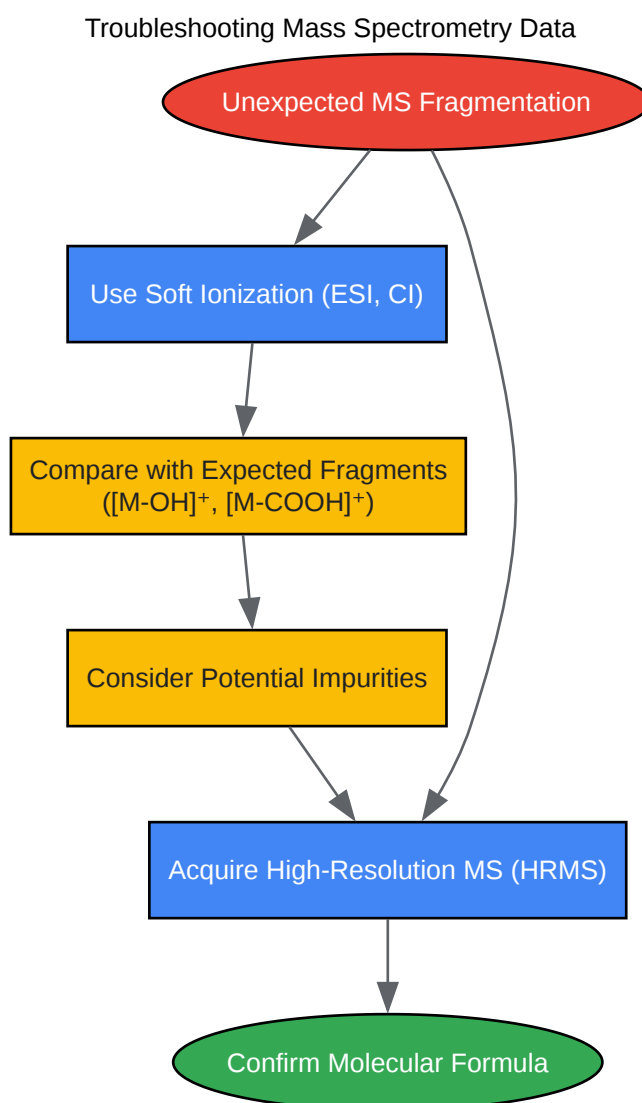 Troubleshooting Mass Spectrometry Data
Unexpected MS Fragmentation
Use Soft Ionization (ESI, CI)
Compare with Expected Fragments
([M-OH]⁺, [M-COOH]⁺)
Consider Potential Impurities
Acquire High-Resolution MS (HRMS)
Confirm Molecular Formula